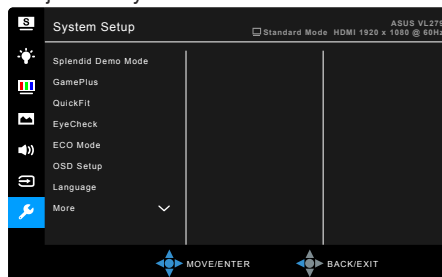 S
System Setup
ASUS VL279
Standard Mode HDMI 1920 x 1080 @ 60Hz
Splendid Demo Mode
GamePlus
QuickFit
EyeCheck
ECO Mode
OSD Setup
Language
More
MOVE/ENTER
BACK/EXIT